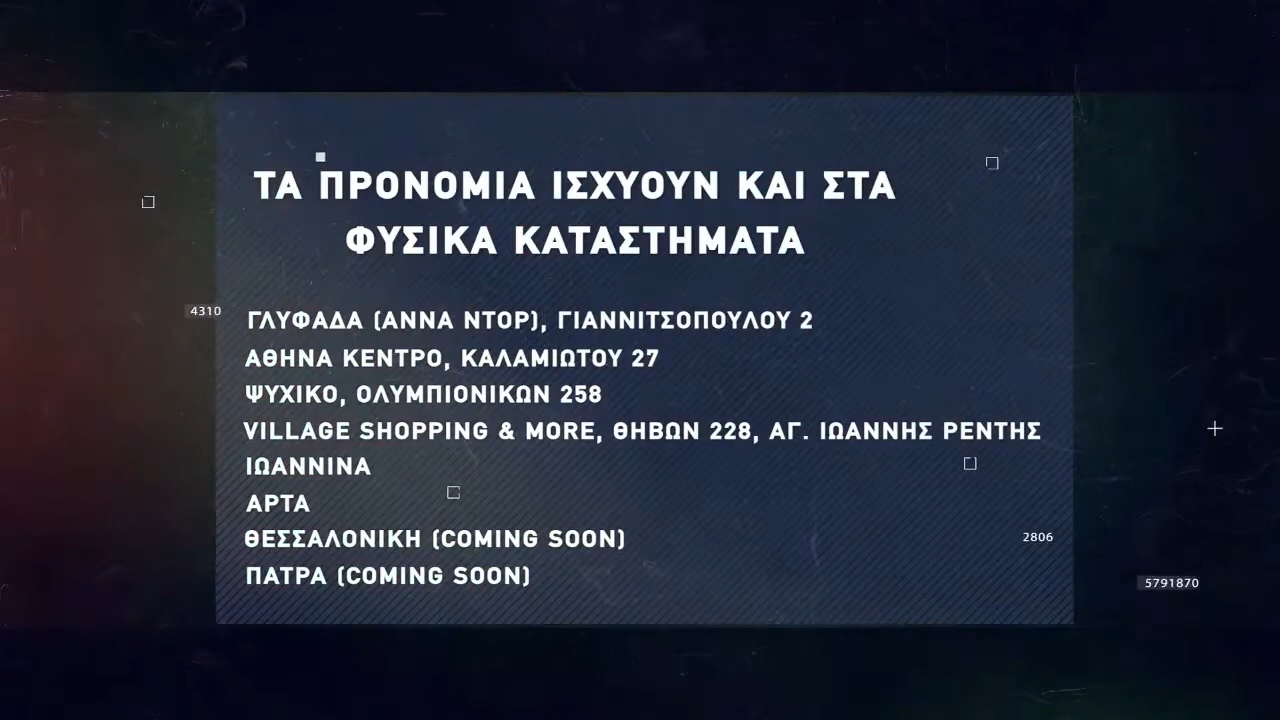 ΤΑ ΠΡΟΝΟΜΙΑ ΙΣΧΥΟΥΝ ΚΑΙ ΣΤΑ
ΦΥΣΙΚΑ ΚΑΤΑΣΤΗΜΑΤΑ
4310
ΓΛΥΦΑΔΑ (ΑΝΝΑ ΝΤΟΡ), ΓΙΑΝΝΙΤΣΟΠΟΥΛΟΥ 2
ΑΘΗΝΑ ΚΕΝΤΡΟ, ΚΑΛΑΜΙΩΤΟΥ 27
ΨΥΧΙΚΟ, ΟΛΥΜΠΙΟΝΙΚΩΝ 258
VILLAGE SHOPPING & MORE, ΘΗΒΩΝ 228, ΑΓ. ΙΩΑΝΝΗΣ ΡΕΝΤΗΣ
ΙΩΑΝΝΙΝΑ
ΑΡΤΑ
ΘΕΣΣΑΛΟΝΙΚΗ (COMING SOON)
2806
ΠΑΤΡΑ (COMING SOON)
5791870